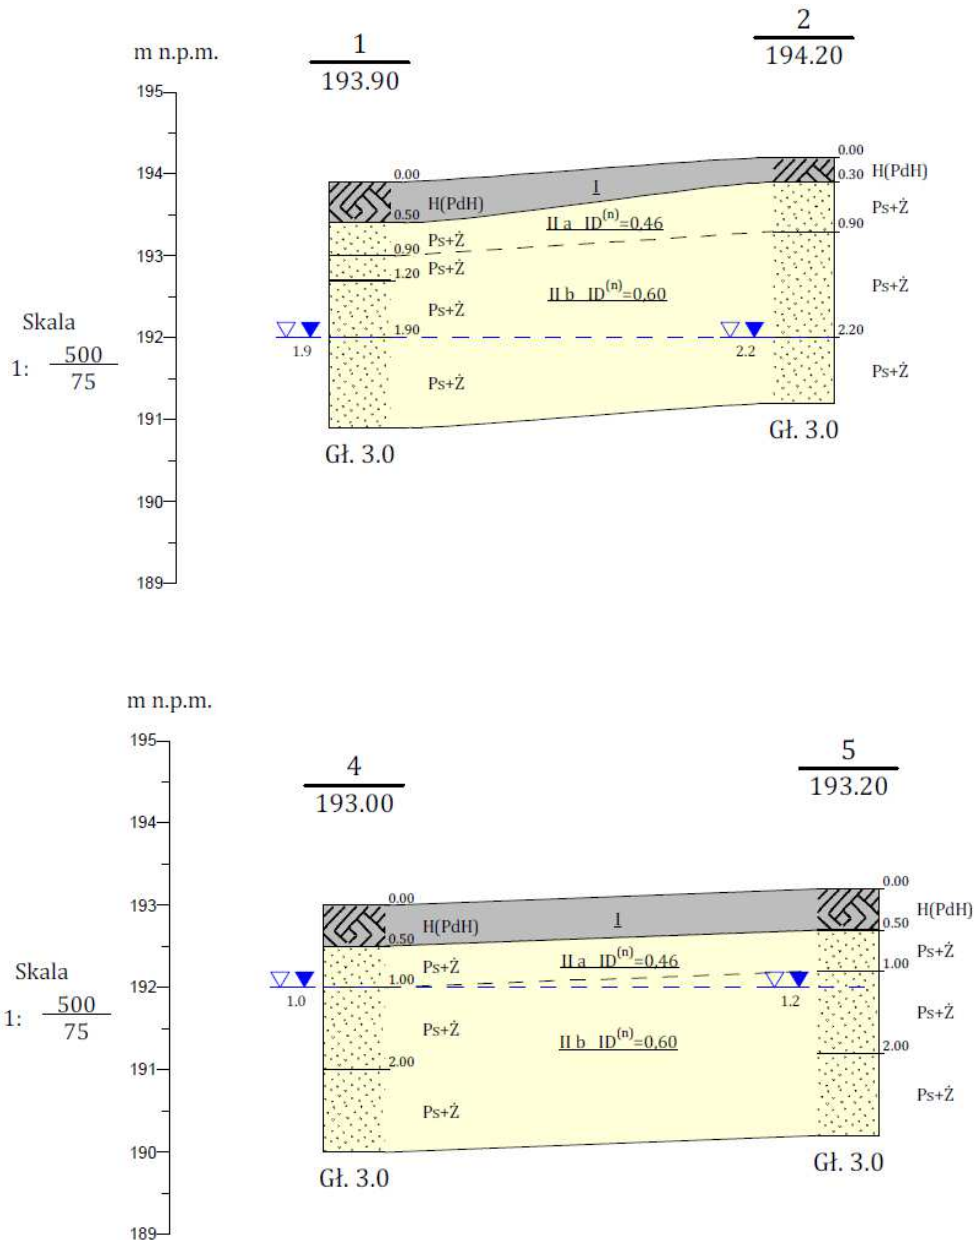 m n.p.m.
1
193.90
2
194.20
195
194
193
192
191
190
189
Skala
1: 500
75
0.00
0.50
0.90
1.20
1.90
H(PdH)
Ps+Ż
Ps+Ż
Ps+Ż
Ps+Ż
I
II a ID(n)=0,46
II b ID(n)=0,60
1.9
2.2
0.00
0.30
0.90
2.20
H(PdH)
Ps+Ż
Ps+Ż
Ps+Ż
Gł. 3.0
Gł. 3.0
m n.p.m.
4
193.00
5
193.20
195
194
193
192
191
190
189
Skala
1: 500
75
0.00
0.50
1.00
2.00
H(PdH)
Ps+Ż
Ps+Ż
Ps+Ż
I
II a ID(n)=0,46
II b ID(n)=0,60
1.0
1.2
0.00
0.50
1.00
2.00
H(PdH)
Ps+Ż
Ps+Ż
Ps+Ż
Gł. 3.0
Gł. 3.0